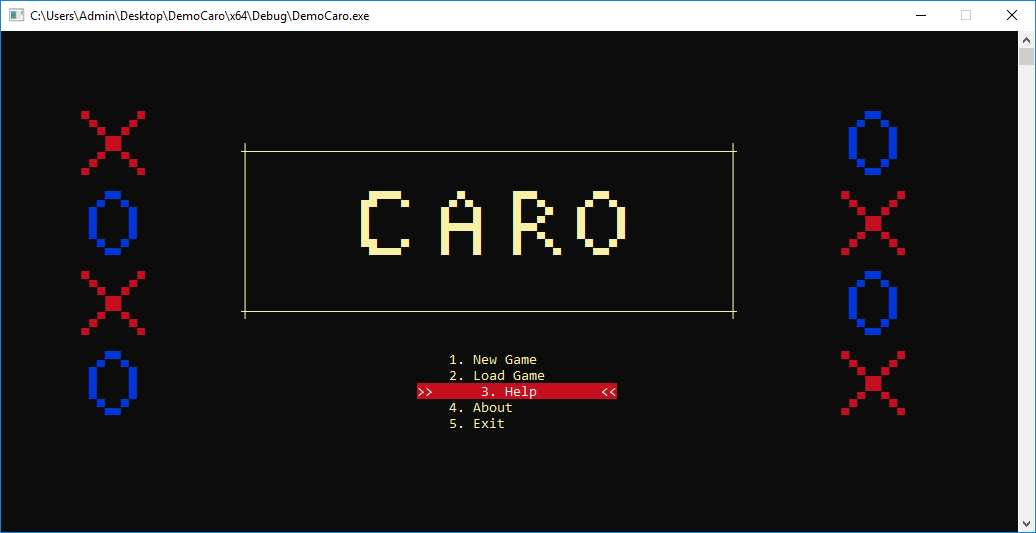 C:\Users\Admin\Desktop\DemoCaro\x64\Debug\DemoCaro.exe
X O
CARO
O X
X O
O X
1. New Game
2. Load Game
>> 3. Help <<
4. About
5. Exit